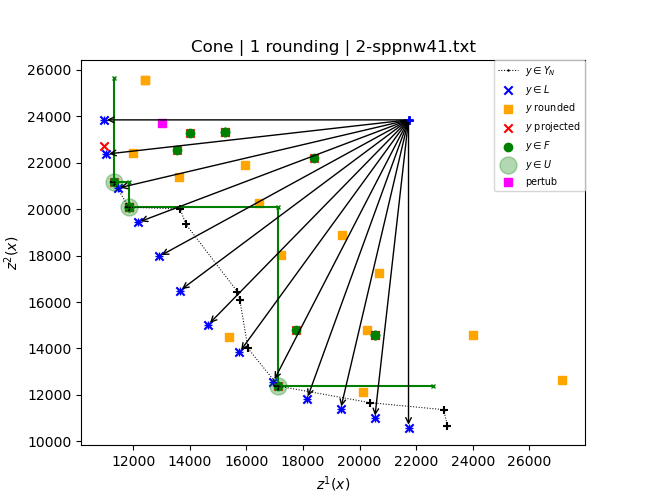 Cone | 1 rounding | 2-sppnw41.txt
26000
24000
22000
20000
18000
16000
14000
12000
10000
z²(x)
y ∈ Y_N
y ∈ L
y rounded
y projected
y ∈ F
y ∈ U
pertub
12000 14000 16000 18000 20000 22000 24000 26000
z¹(x)